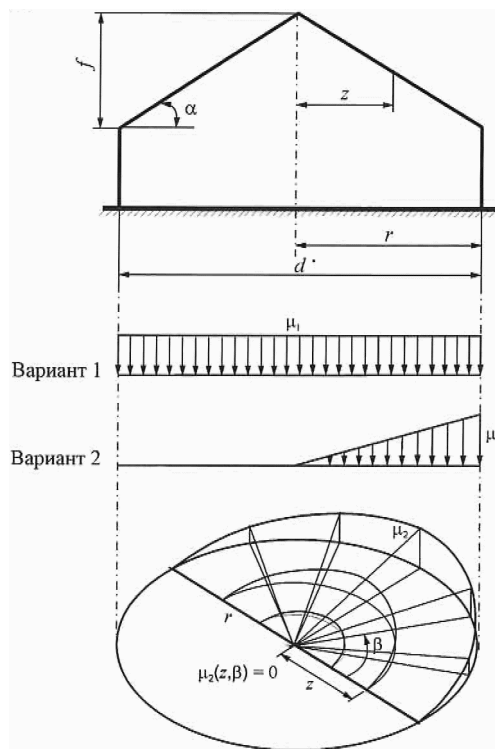 f
α
z
r
d
μ₁
Вариант 1
Вариант 2
μ
μ₂
r
β
μ₂(z,β) = 0
z